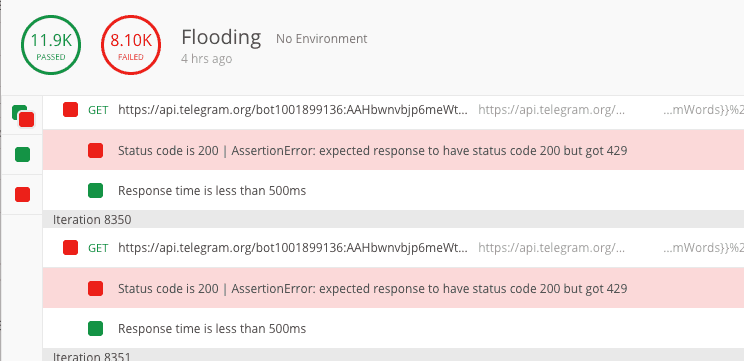 11.9K
PASSED
8.10K
FAILED
Flooding No Environment
4 hrs ago
GET https://api.telegram.org/bot1001899136:AAHbwnvbjp6meWt... https://api.telegram.org/... ...mWords}}%2
Status code is 200 | AssertionError: expected response to have status code 200 but got 429
Response time is less than 500ms
Iteration 8350
GET https://api.telegram.org/bot1001899136:AAHbwnvbjp6meWt... https://api.telegram.org/... ...mWords}}%2
Status code is 200 | AssertionError: expected response to have status code 200 but got 429
Response time is less than 500ms
Iteration 8351